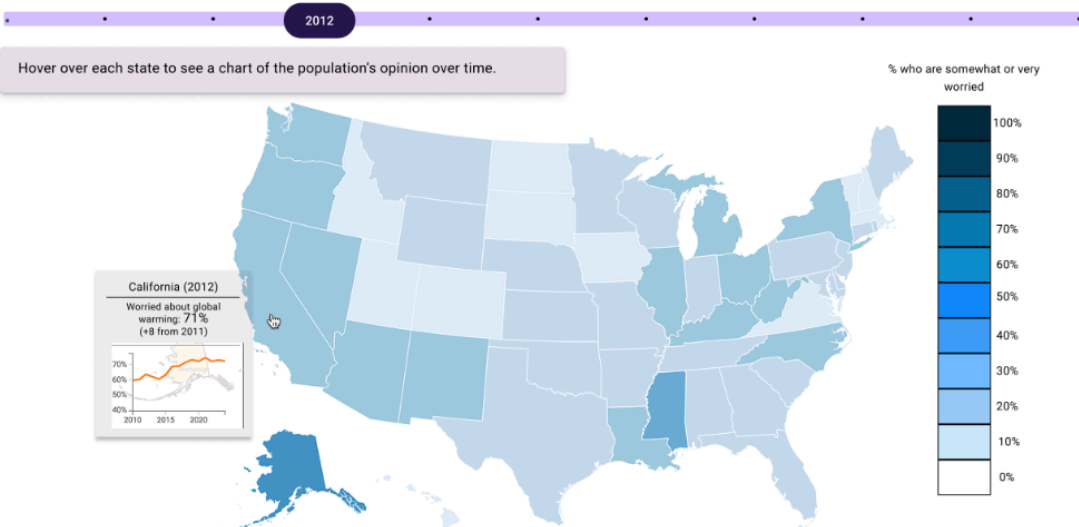 2012
Hover over each state to see a chart of the population's opinion over time.
% who are somewhat or very
worried
100%
90%
80%
70%
60%
50%
40%
30%
20%
10%
0%
California (2012)
Worried about global
warming: 71%
(+8 from 2011)
70%
60%
50%
40%
2010 2015 2020